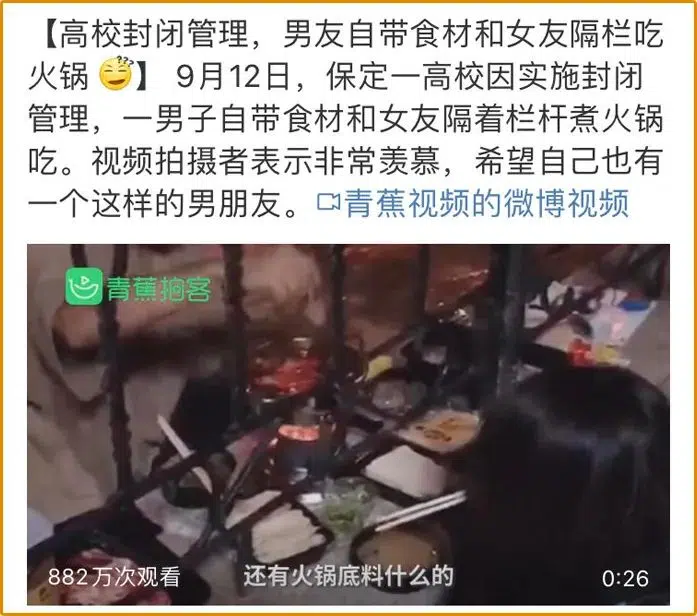 【高校封闭管理，男友自带食材和女友隔栏吃
火锅】 9月12日，保定一高校因实施封闭
管理，一男子自带食材和女友隔着栏杆煮火锅
吃。视频拍摄者表示非常羡慕，希望自己也有
一个这样的男朋友。青蕉视频的微博视频
青蕉拍客
882万次观看
还有火锅底料什么的
0:26